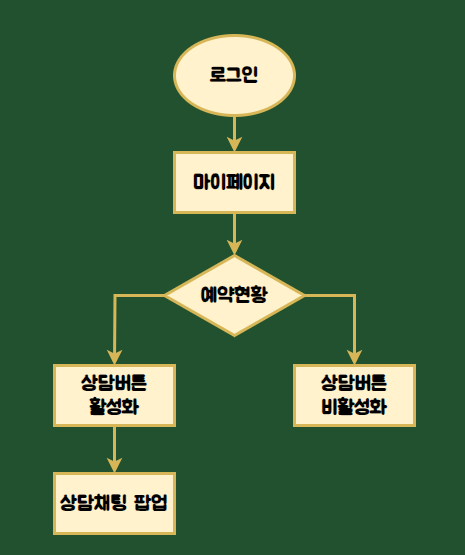 로그인
마이페이지
예약현황
상담버튼
활성화
상담버튼
비활성화
상담채팅 팝업